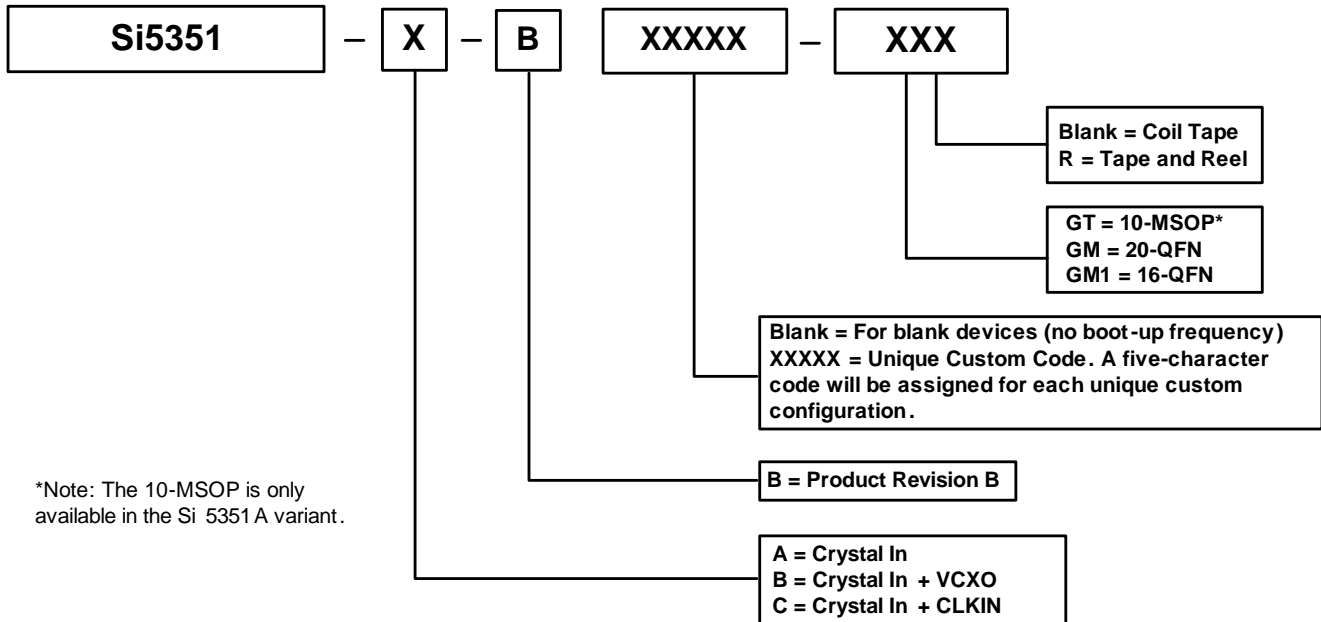 Si5351 – X – B XXXXX – XXX
Blank = Coil Tape
R = Tape and Reel
GT = 10-MSOP*
GM = 20-QFN
GM1 = 16-QFN
Blank = For blank devices (no boot-up frequency)
XXXXX = Unique Custom Code. A five-character
code will be assigned for each unique custom
configuration.
B = Product Revision B
*Note: The 10-MSOP is only
available in the Si 5351A variant.
A = Crystal In
B = Crystal In + VCXO
C = Crystal In + CLKIN